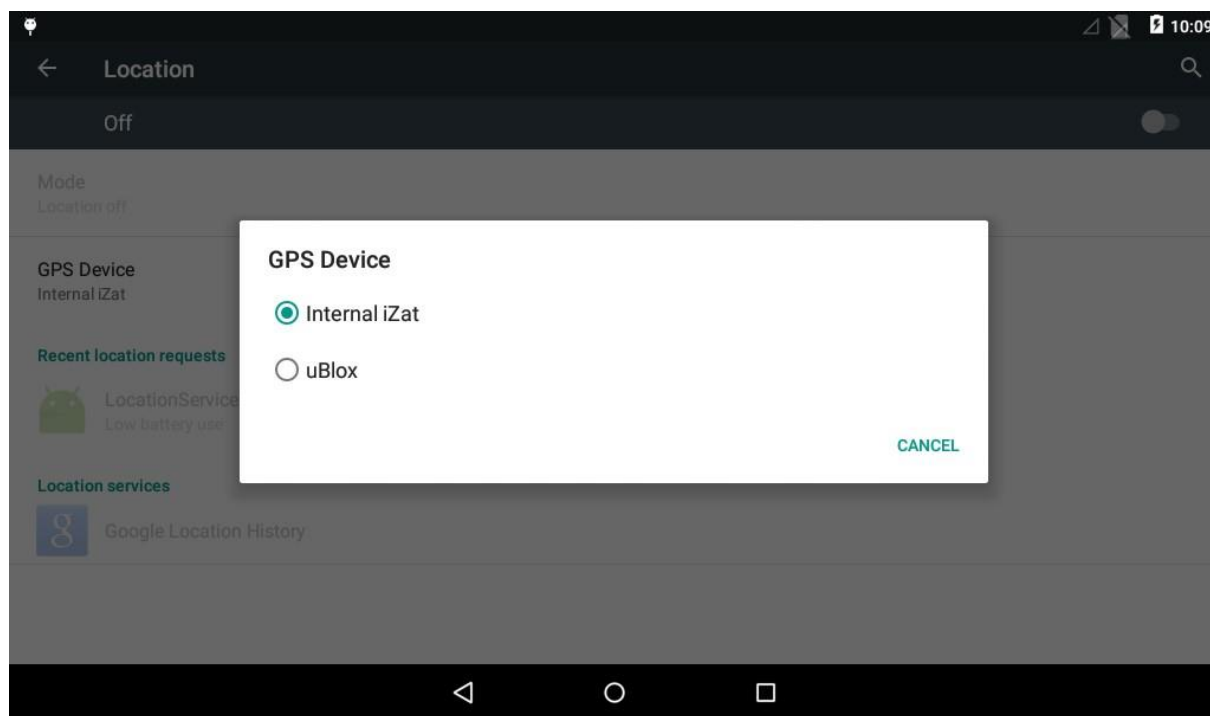 10:09
Location
Off
Mode
Location off
GPS Device
Internal iZat
Recent location requests
LocationService
Low battery use
Location services
8
Google Location History
GPS Device
Internal iZat
uBlox
CANCEL